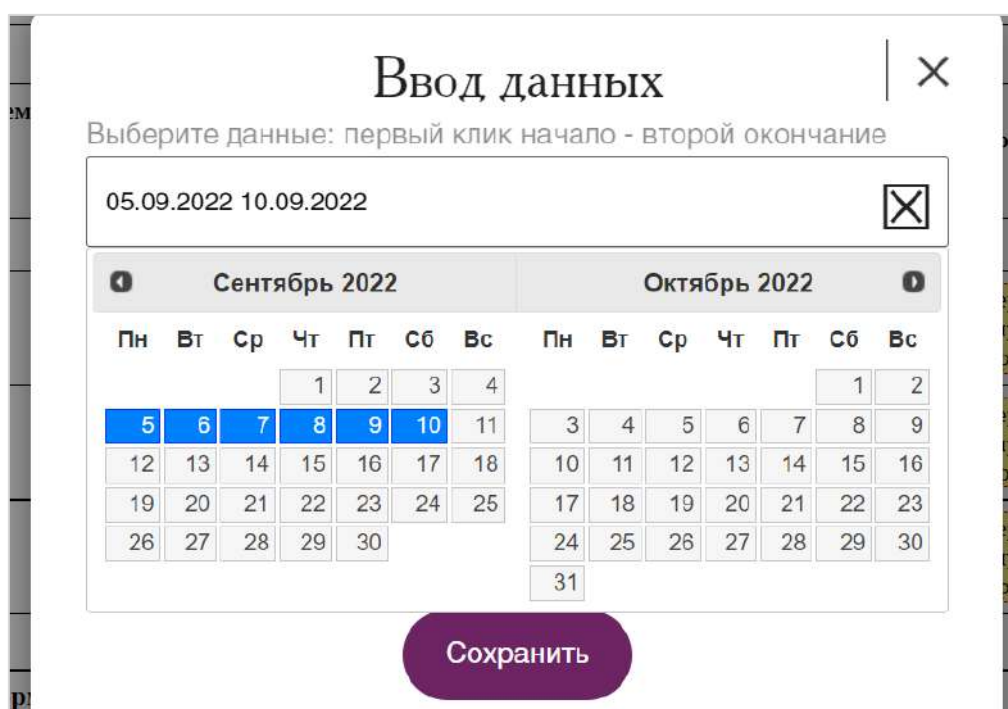 Ввод данных
Выберите данные: первый клик начало - второй окончание
05.09.2022 10.09.2022
Сентябрь 2022 Октябрь 2022
Пн Вт Ср Чт Пт Сб Вс Пн Вт Ср Чт Пт Сб Вс
1 2 3 4 1 2
5 6 7 8 9 10 11 3 4 5 6 7 8 9
12 13 14 15 16 17 18 10 11 12 13 14 15 16
19 20 21 22 23 24 25 17 18 19 20 21 22 23
26 27 28 29 30 24 25 26 27 28 29 30
31
Сохранить